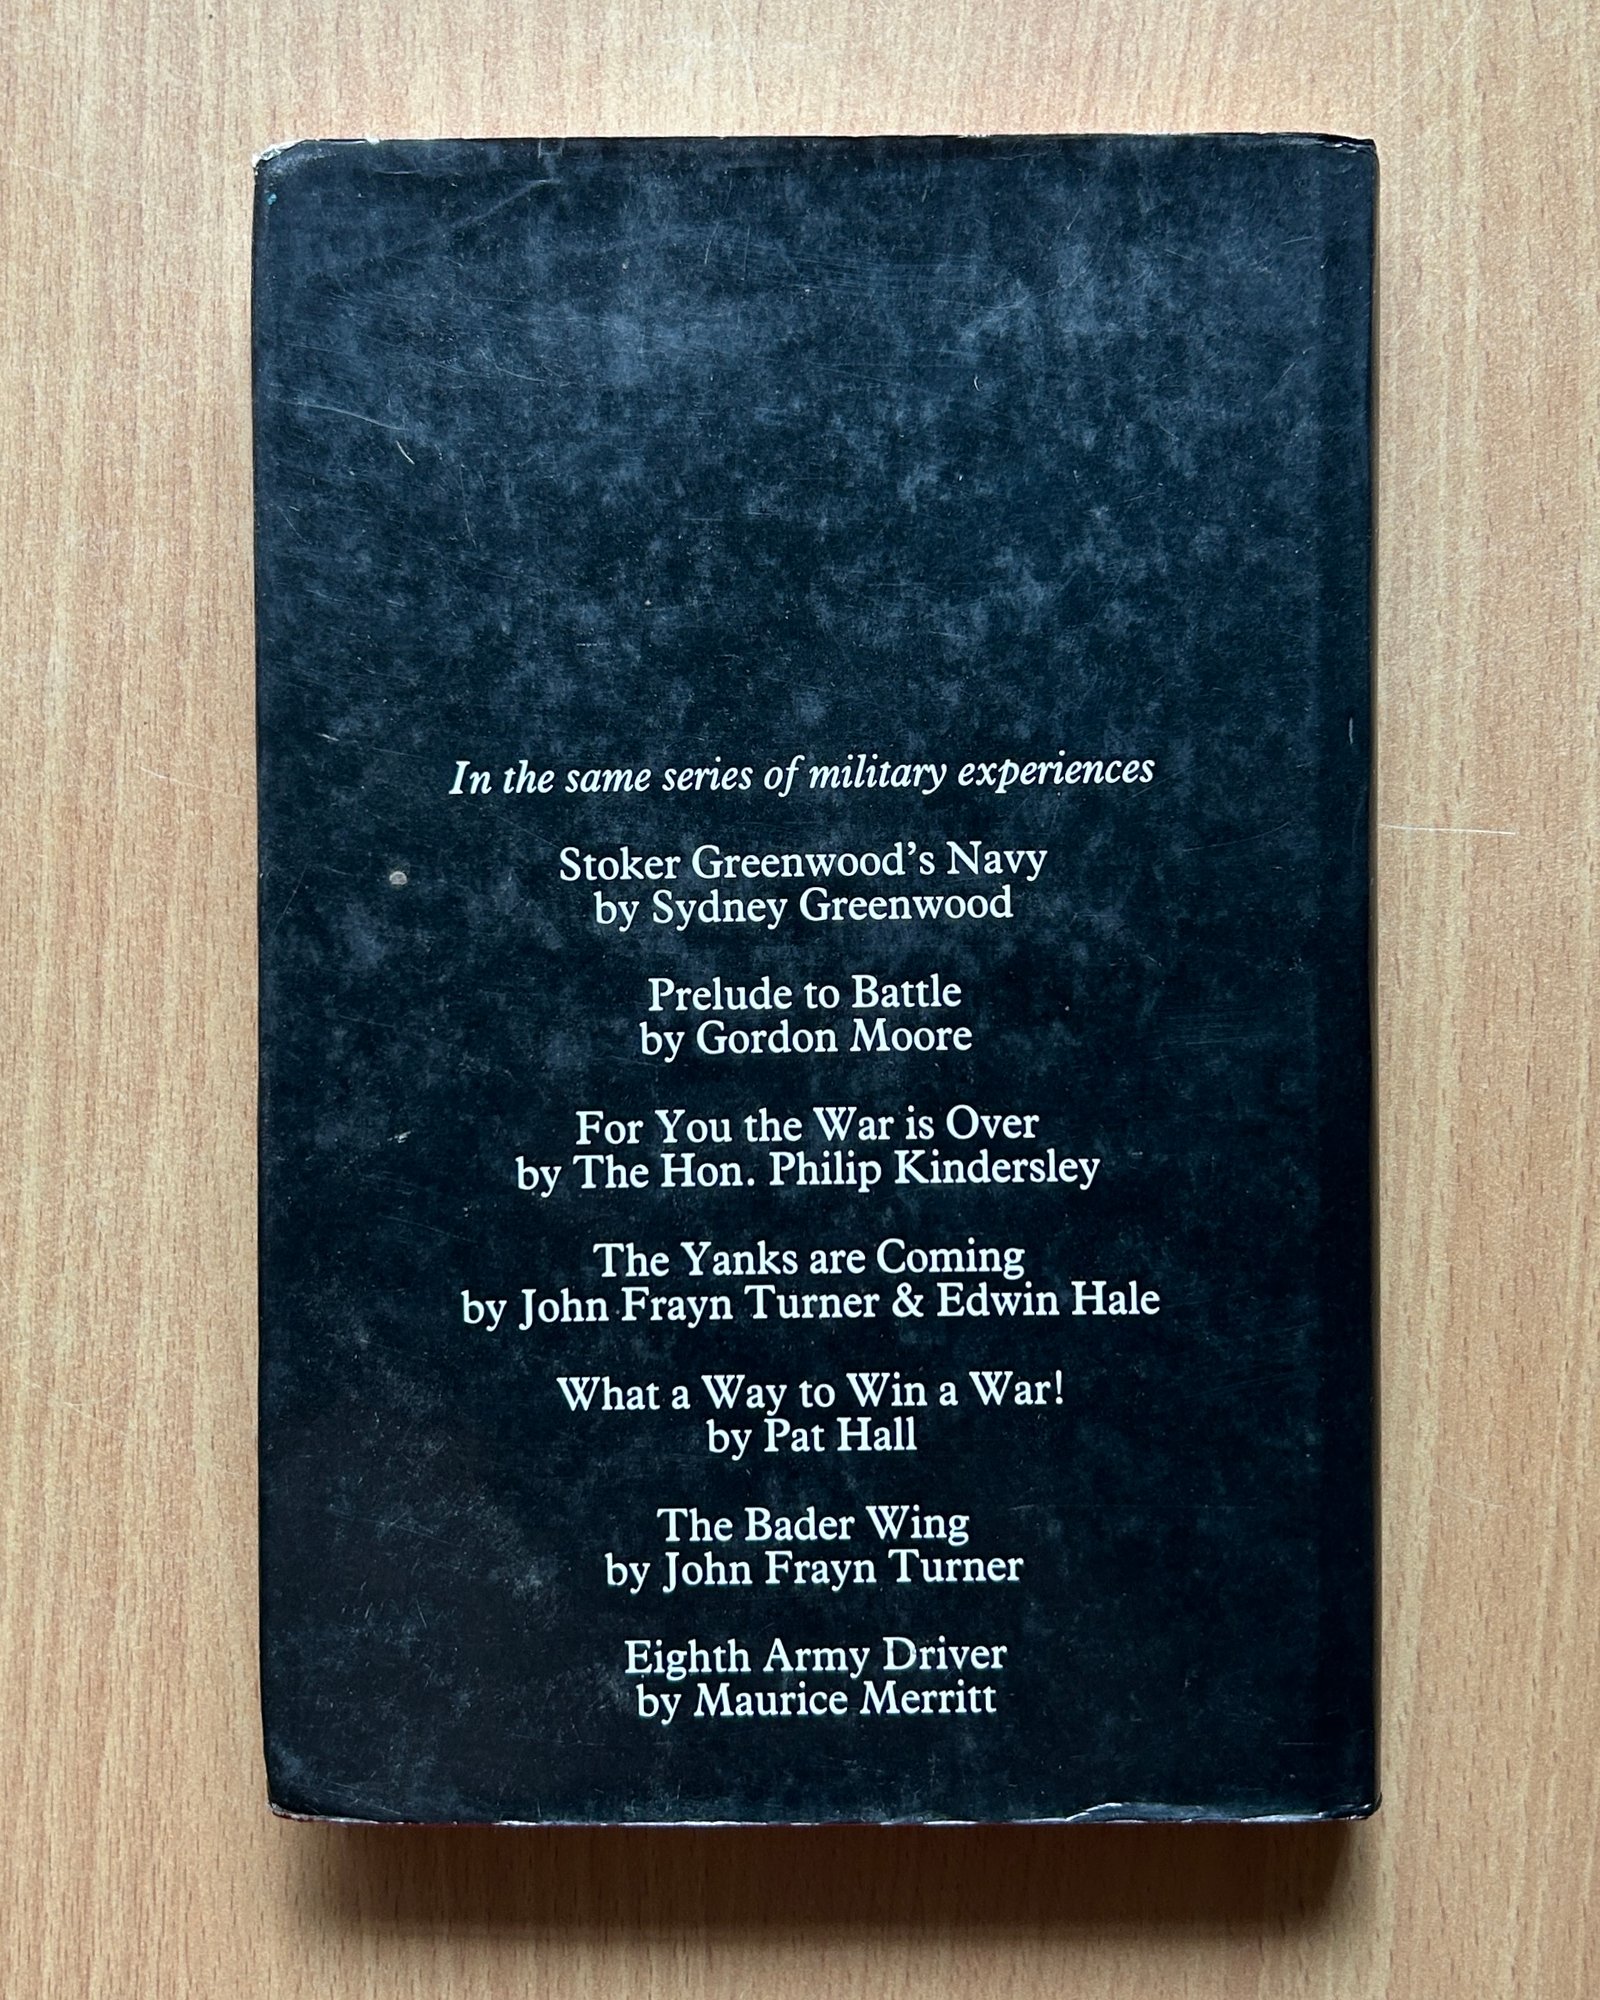 In the same series of military experiences
Stoker Greenwood's Navy
by Sydney Greenwood
Prelude to Battle
by Gordon Moore
For You the War is Over
by The Hon. Philip Kindersley
The Yanks are Coming
by John Frayn Turner & Edwin Hale
What a Way to Win a War!
by Pat Hall
The Bader Wing
by John Frayn Turner
Eighth Army Driver
by Maurice Merritt